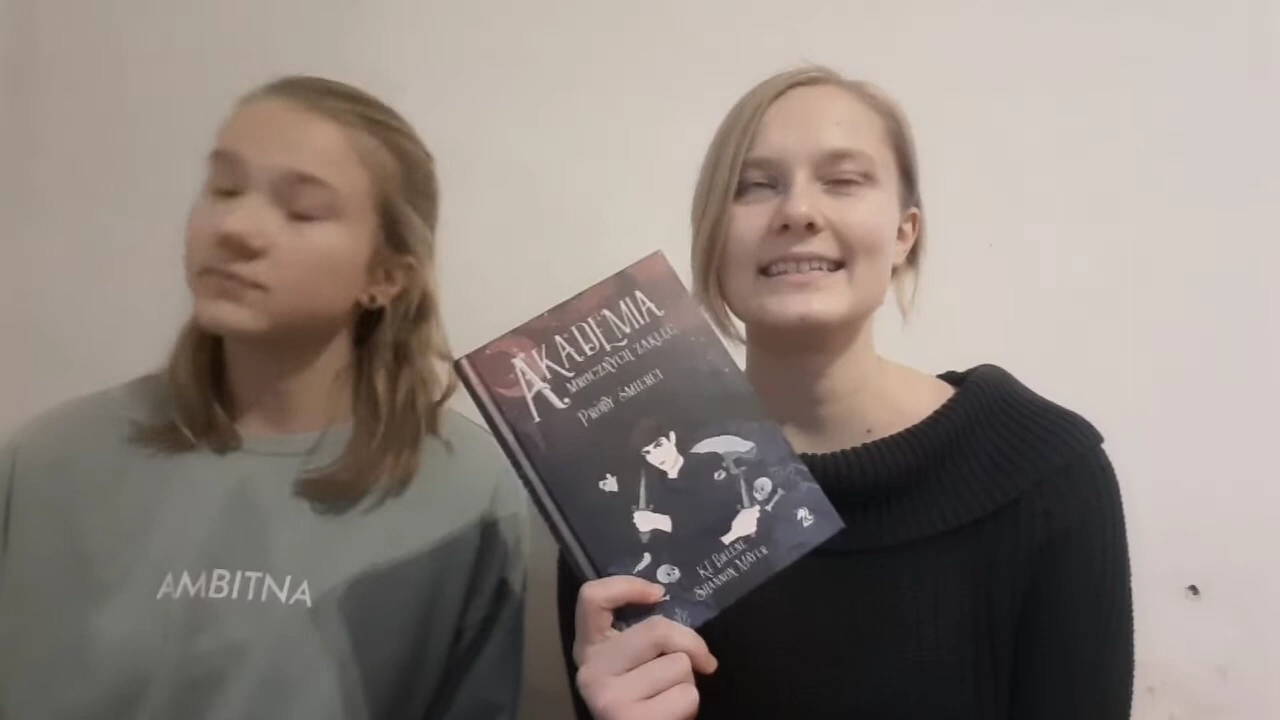 AKADEMIA
MROCZNYCH ZAKLĘĆ
PRÓBY ŚMIERCI
K.F. BREENE
SHANNON MAYER
AMBITNA